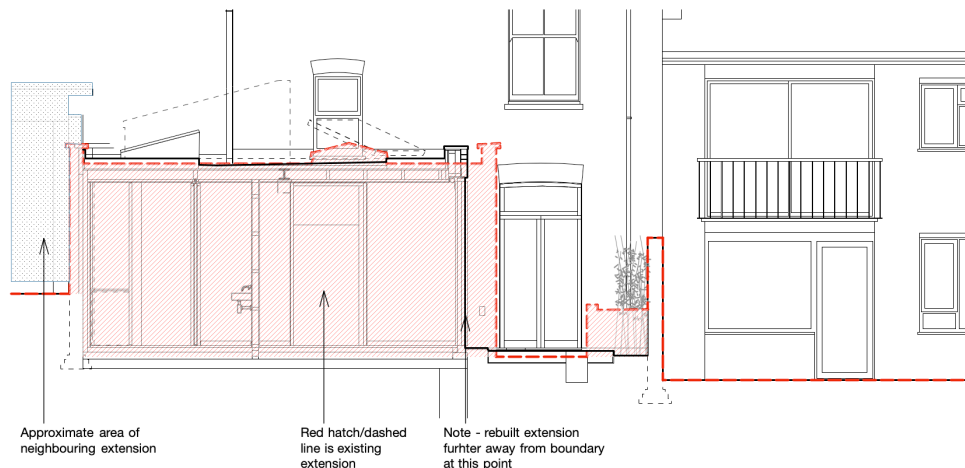 Approximate area of
neighbouring extension
Red hatch/dashed
line is existing
extension
Note - rebuilt extension
furhter away from boundary
at this point